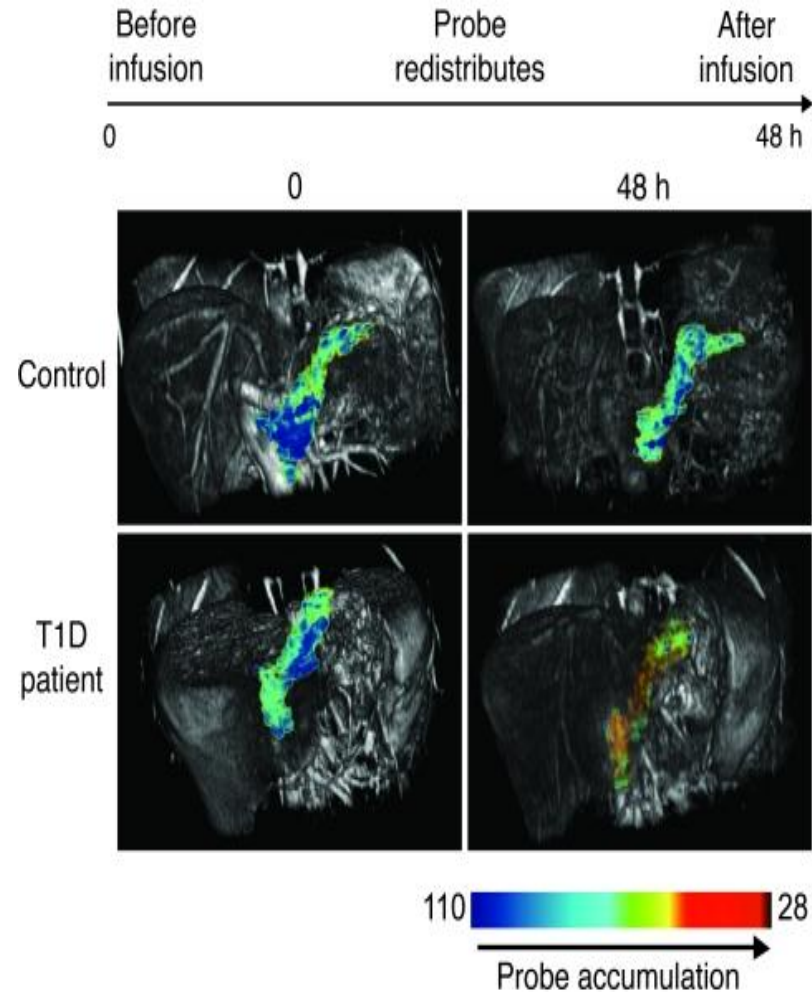 Before infusion
Probe redistributes
After infusion
0
48 h
0
48 h
Control
T1D patient
110
28
Probe accumulation